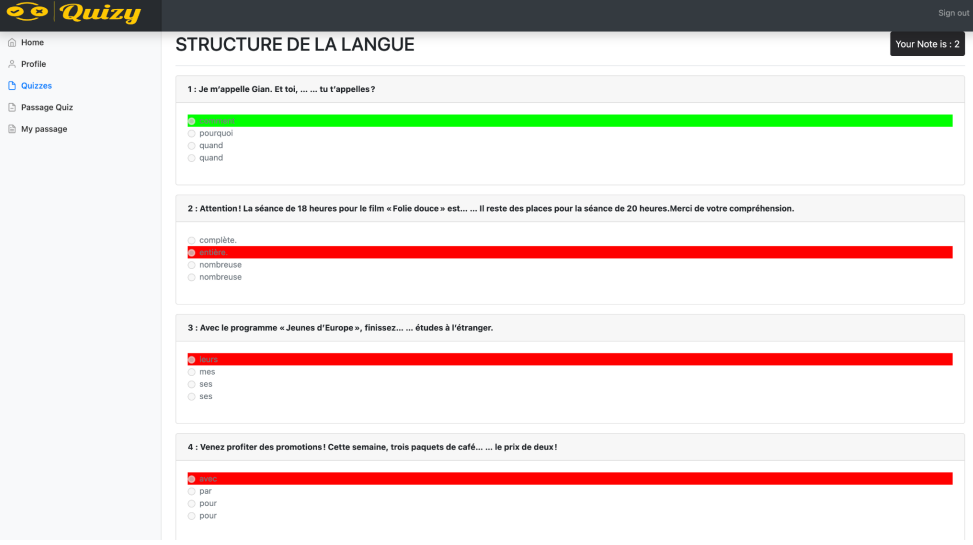 Quizy
Sign out
Home
Profile
Quizzes
Passage Quiz
My passage
STRUCTURE DE LA LANGUE
Your Note is : 2
1 : Je m'appelle Gian. Et toi, ... ... tu t'appelles ?
comment
pourquoi
quand
quand
2 : Attention ! La séance de 18 heures pour le film « Folie douce » est... ... Il reste des places pour la séance de 20 heures.Merci de votre compréhension.
complète.
entière.
nombreuse
nombreuse
3 : Avec le programme « Jeunes d'Europe », finissez... ... études à l'étranger.
leurs
mes
ses
ses
4 : Venez profiter des promotions ! Cette semaine, trois paquets de café... ... le prix de deux !
avec
par
pour
pour